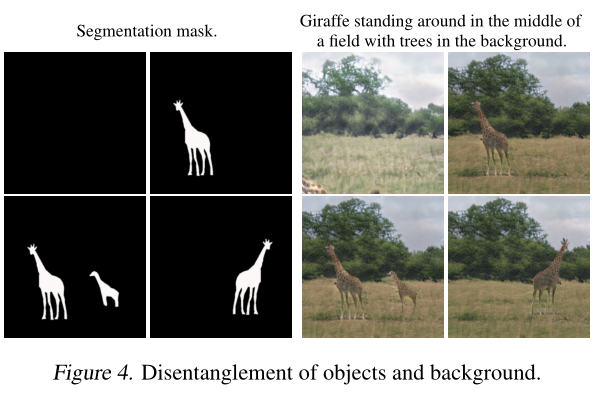 Segmentation mask.
Giraffe standing around in the middle of
a field with trees in the background.
Figure 4. Disentanglement of objects and background.